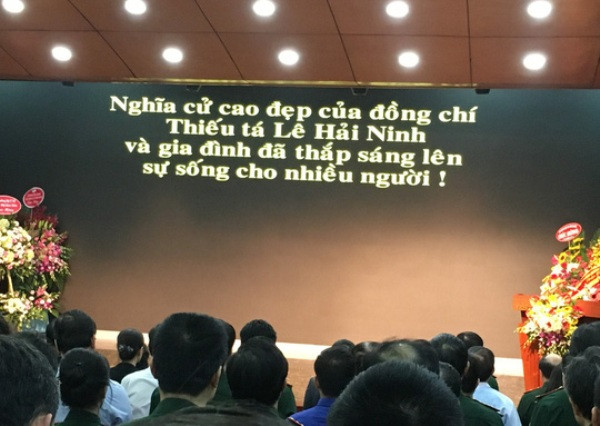 Nghĩa cử cao đẹp của đồng chí
Thiếu tá Lê Hải Ninh
và gia đình đã thắp sáng lên
sự sống cho nhiều người !